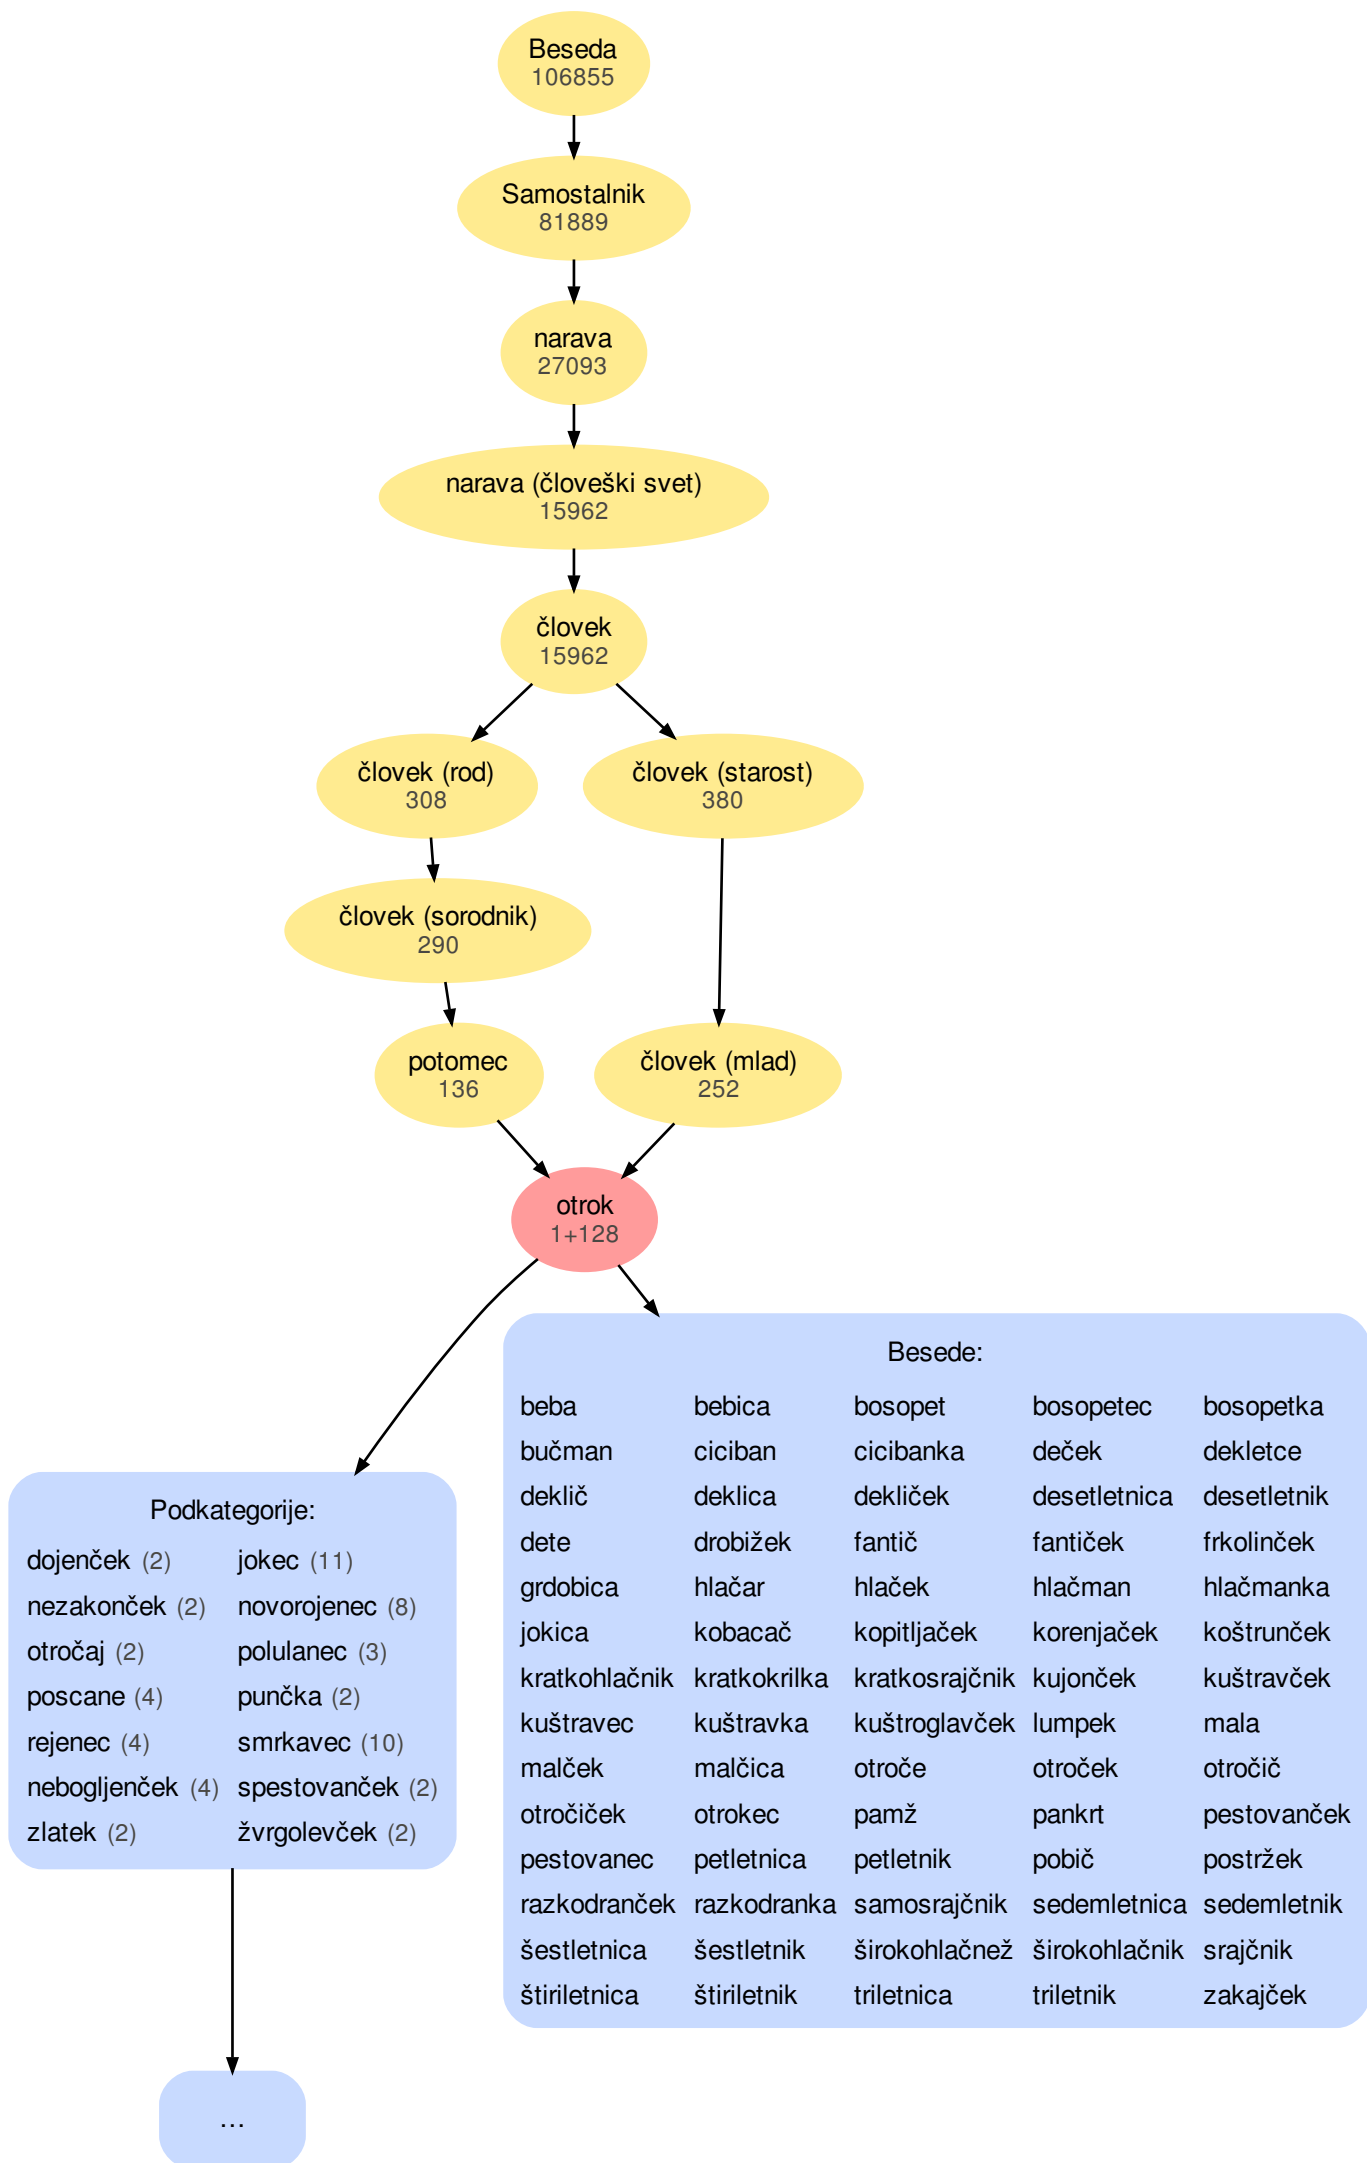 Beseda
106855
Samostalnik
81889
narava
27093
narava (človeški svet)
15962
človek
15962
človek (rod)
308
človek (starost)
380
človek (sorodnik)
290
potomec
136
človek (mlad)
252
otrok
1+128
Podkategorije:
dojenček (2) jokec (11)
nezakonček (2) novorojenec (8)
otročaj (2) polulanec (3)
poscane (4) punčka (2)
rejenec (4) smrkavec (10)
nebogljenček (4) spestovanček (2)
zlatek (2) žvrgolevček (2)
...
Besede:
beba bebica bosopet bosopetec bosopetka
bučman ciciban cicibanka deček dekletce
deklič deklica dekliček desetletnica desetletnik
dete drobižek fantič fantiček frkolinček
grdobica hlačar hlaček hlačman hlačmanka
jokica kobacač kopitljaček korenjaček koštrunček
kratkohlačnik kratkokrilka kratkosrajčnik kujonček kuštravček
kuštravec kuštravka kuštroglavček lumpek mala
malček malčica otroče otroček otročič
otročiček otrokec pamž pankrt pestovanček
pestovanec petletnica petletnik pobič postržek
razkodranček razkodranka samosrajčnik sedemletnica sedemletnik
šestletnica šestletnik širokohlačnež širokohlačnik srajčnik
štiriletnica štiriletnik triletnica triletnik zakajček